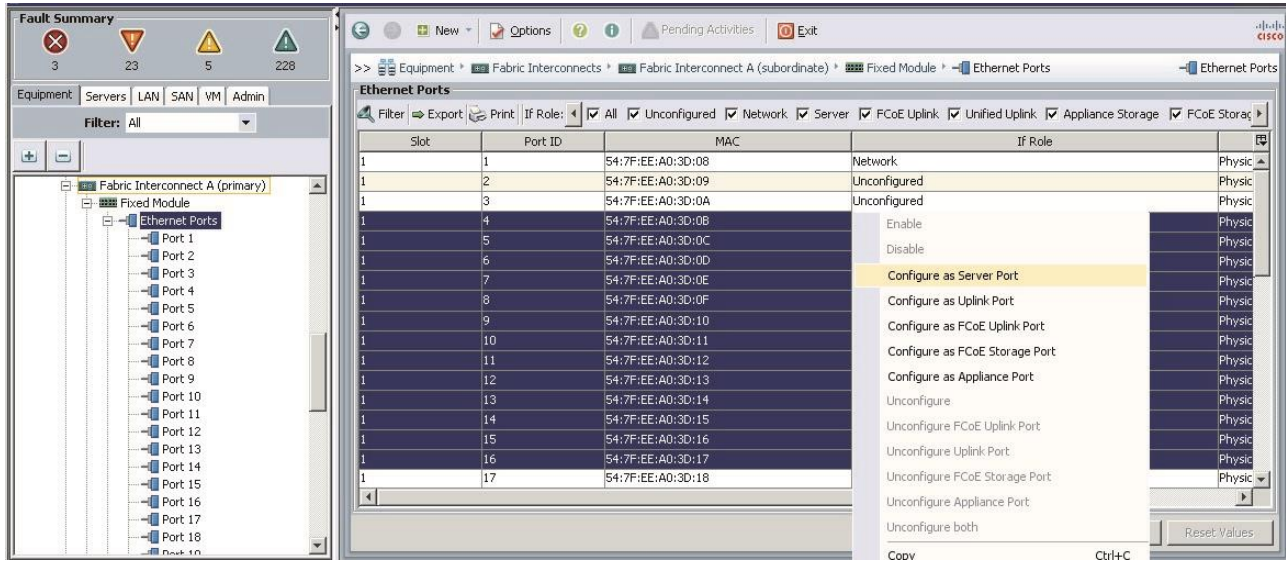 Fault Summary
3 23 5 228
Equipment Servers LAN SAN VM Admin
Filter: All
Fabric Interconnect A (primary)
Fixed Module
Ethernet Ports
Port 1
Port 2
Port 3
Port 4
Port 5
Port 6
Port 7
Port 8
Port 9
Port 10
Port 11
Port 12
Port 13
Port 14
Port 15
Port 16
Port 17
Port 18
Port 19
New Options Pending Activities Exit
cisco
>> Equipment Fabric Interconnects Fabric Interconnect A (subordinate) Fixed Module Ethernet Ports Ethernet Ports
Ethernet Ports
Filter Export Print If Role: All Unconfigured Network Server FCoE Uplink Unified Uplink Appliance Storage FCoE Storag
Slot Port ID MAC If Role
1 1 54:7F:EE:A0:3D:08 Network Physic
1 2 54:7F:EE:A0:3D:09 Unconfigured Physic
1 3 54:7F:EE:A0:3D:0A Unconfigured Physic
1 4 54:7F:EE:A0:3D:0B Physic
1 5 54:7F:EE:A0:3D:0C Physic
1 6 54:7F:EE:A0:3D:0D Physic
1 7 54:7F:EE:A0:3D:0E Physic
1 8 54:7F:EE:A0:3D:0F Physic
1 9 54:7F:EE:A0:3D:10 Physic
1 10 54:7F:EE:A0:3D:11 Physic
1 11 54:7F:EE:A0:3D:12 Physic
1 12 54:7F:EE:A0:3D:13 Physic
1 13 54:7F:EE:A0:3D:14 Physic
1 14 54:7F:EE:A0:3D:15 Physic
1 15 54:7F:EE:A0:3D:16 Physic
1 16 54:7F:EE:A0:3D:17 Physic
1 17 54:7F:EE:A0:3D:18 Physic
Enable
Disable
Configure as Server Port
Configure as Uplink Port
Configure as FCoE Uplink Port
Configure as FCoE Storage Port
Configure as Appliance Port
Unconfigure
Unconfigure FCoE Uplink Port
Unconfigure Uplink Port
Unconfigure FCoE Storage Port
Unconfigure Appliance Port
Unconfigure both
Copy Ctrl+C
Reset Values